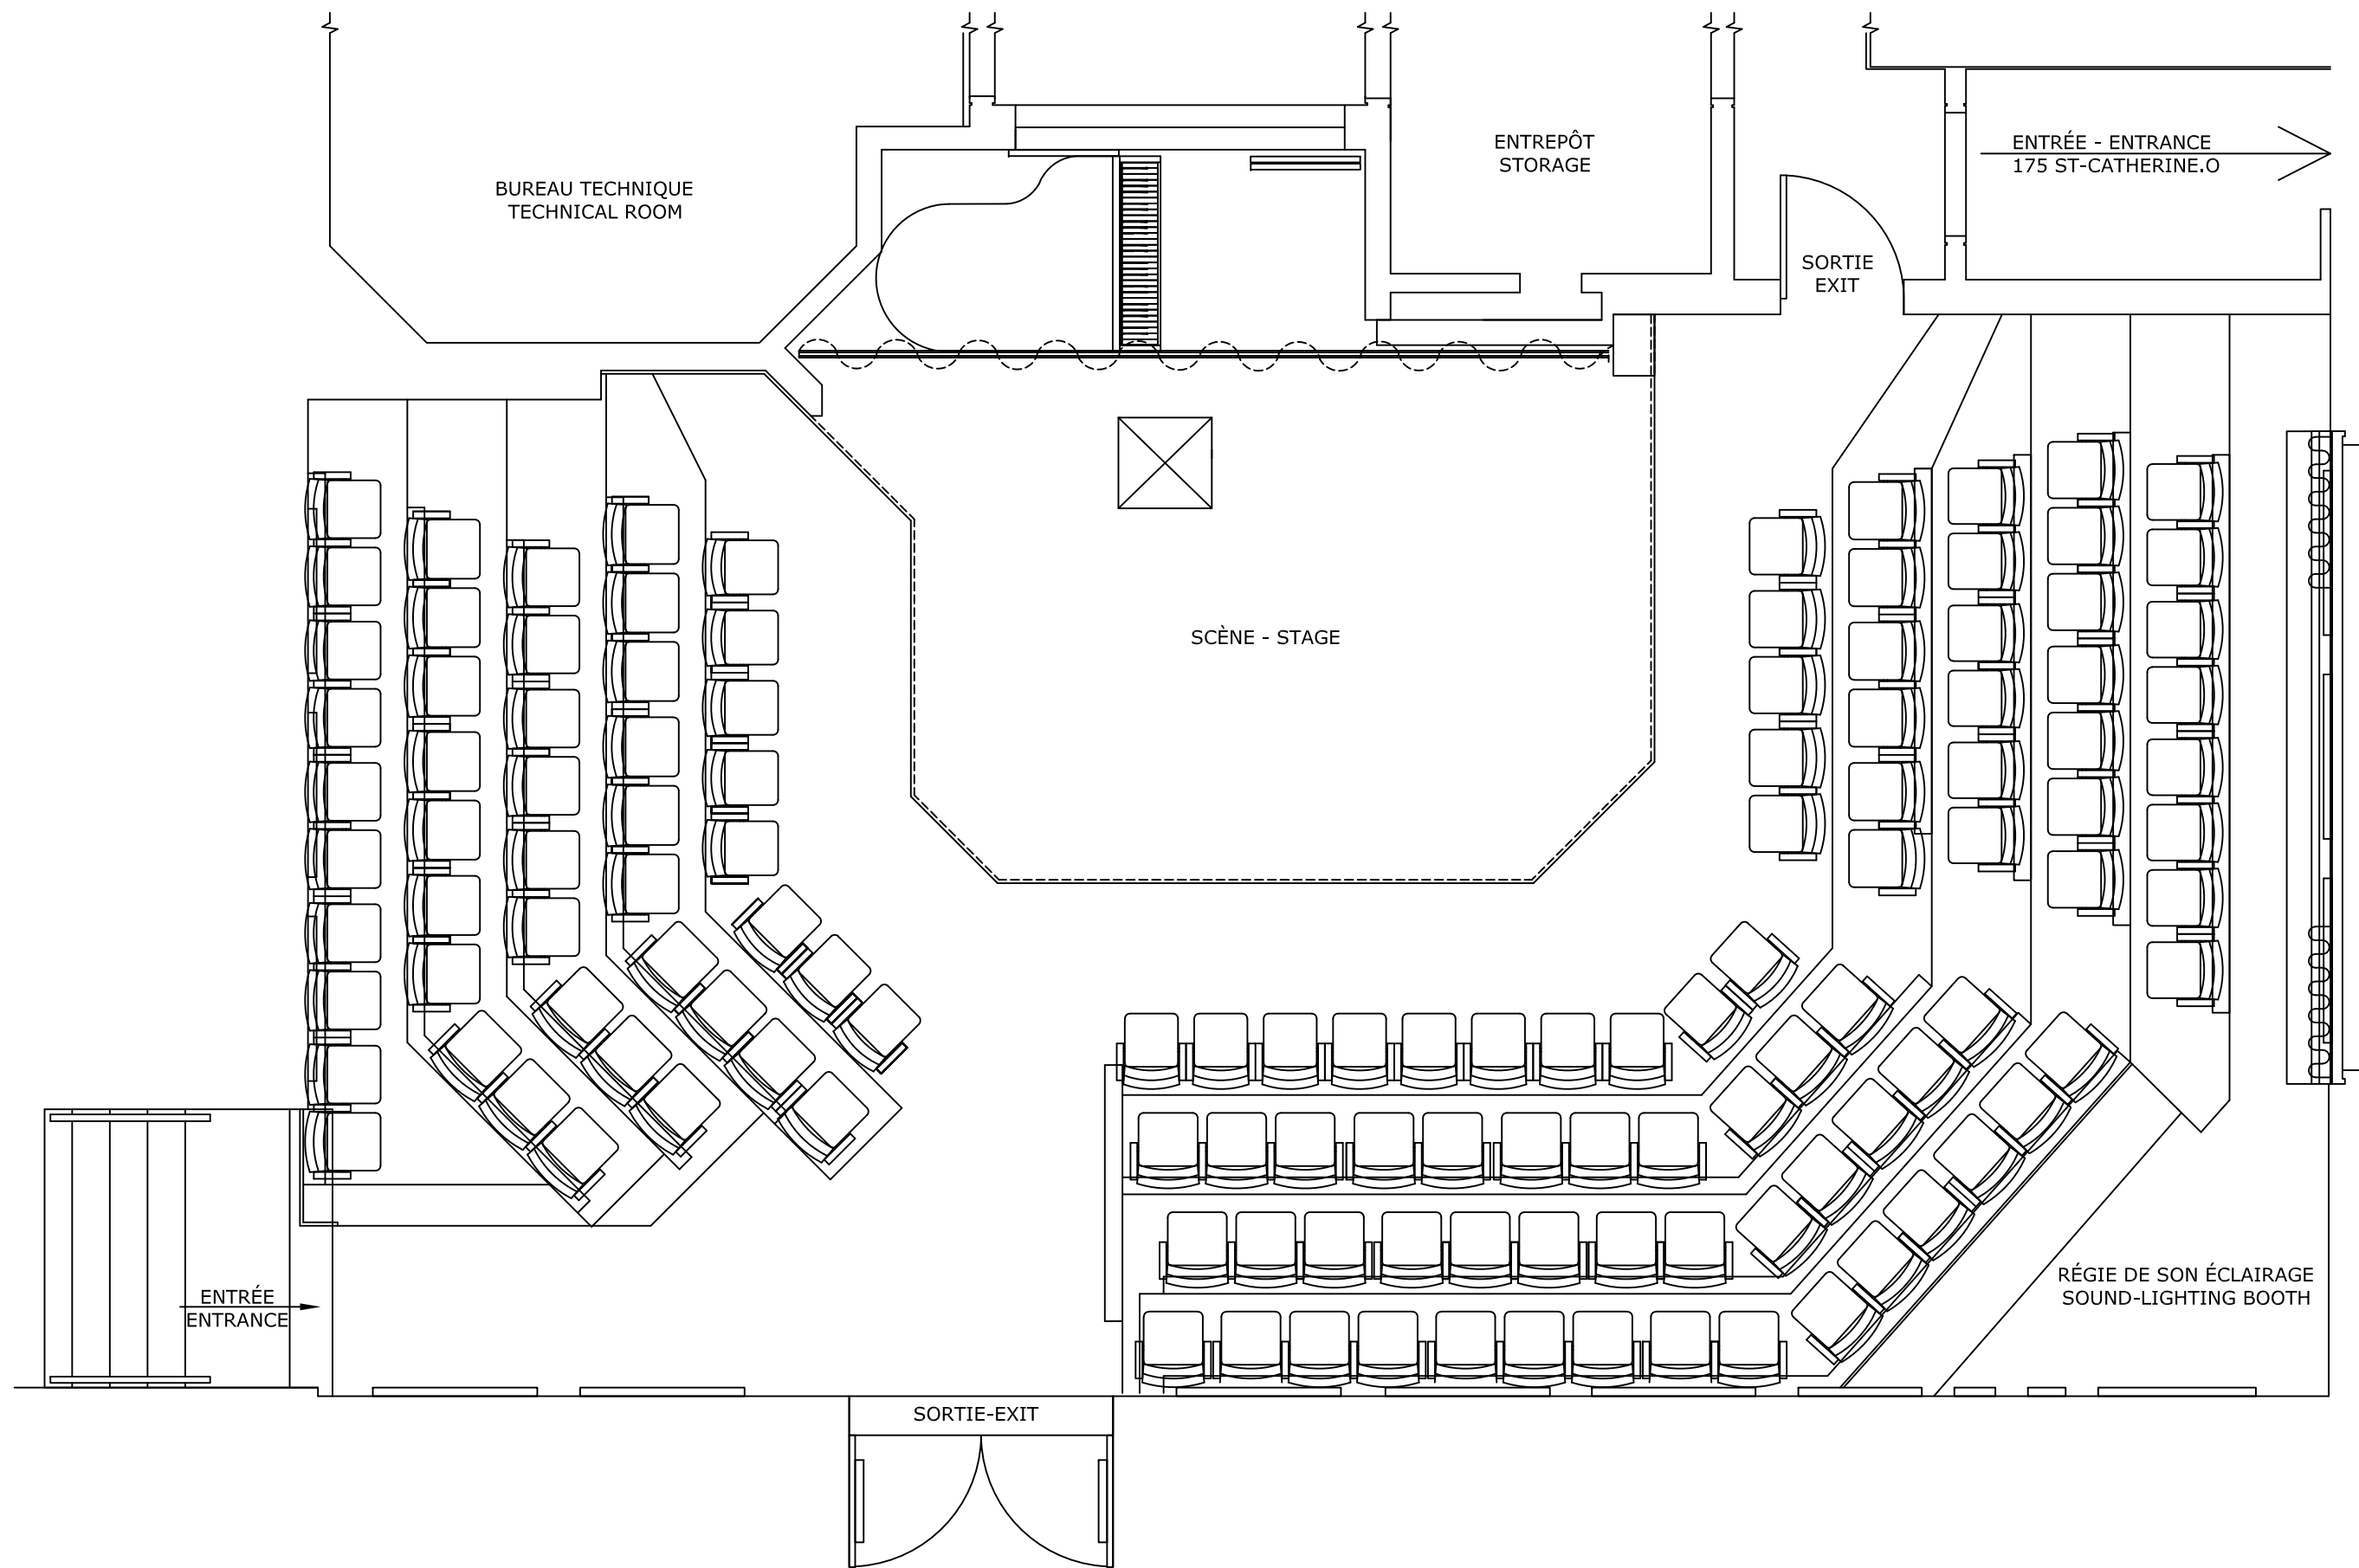 ENTREPÔT
STORAGE
ENTRÉE - ENTRANCE
175 ST-CATHERINE.O
BUREAU TECHNIQUE
TECHNICAL ROOM
SORTIE
EXIT
SCÈNE - STAGE
RÉGIE DE SON ÉCLAIRAGE
SOUND-LIGHTING BOOTH
ENTRÉE
ENTRANCE
SORTIE-EXIT